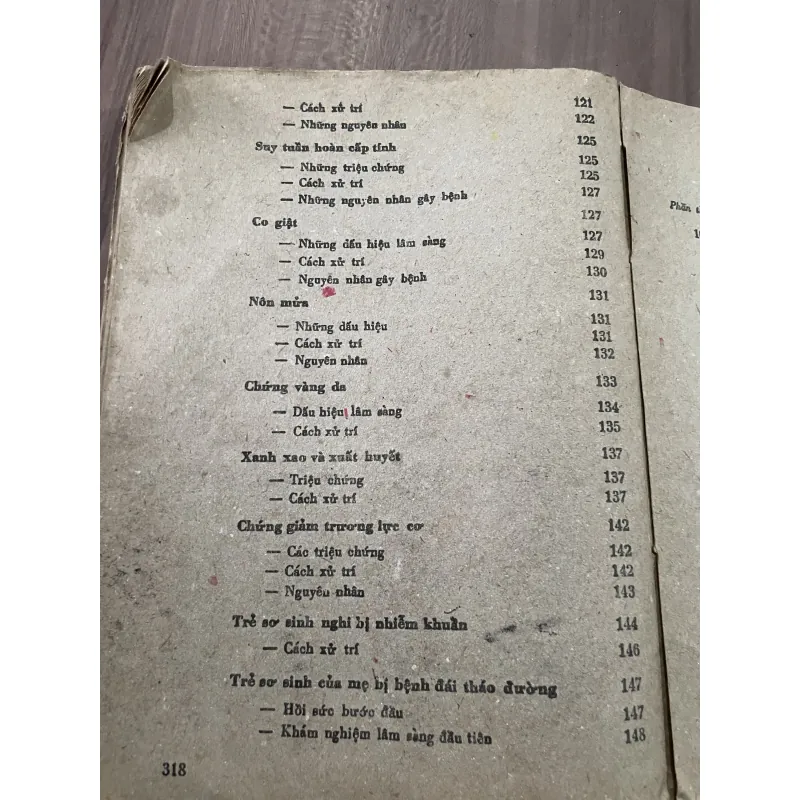 — Cách xử trí 121
— Những nguyên nhân 122
Suy tuần hoàn cấp tính 125
— Những triệu chứng 125
— Cách xử trí 125
— Những nguyên nhân gây bệnh 127
Co giật 127
— Những dấu hiệu lâm sàng 127
— Cách xử trí 129
— Nguyên nhân gây bệnh 130
Nôn mửa 131
— Những dấu hiệu 131
— Cách xử trí 131
— Nguyên nhân 132
Chứng vàng da 133
— Dấu hiệu lâm sàng 134
— Cách xử trí 135
Xanh xao và xuất huyết 137
— Triệu chứng 137
— Cách xử trí 137
Chứng giảm trương lực cơ 142
— Các triệu chứng 142
— Cách xử trí 142
— Nguyên nhân 143
Trẻ sơ sinh nghi bị nhiễm khuẩn 144
— Cách xử trí 146
Trẻ sơ sinh của mẹ bị bệnh đái tháo đường 147
— Hồi sức bước đầu 147
— Khám nghiệm lâm sàng đầu tiên 148
318
Phần